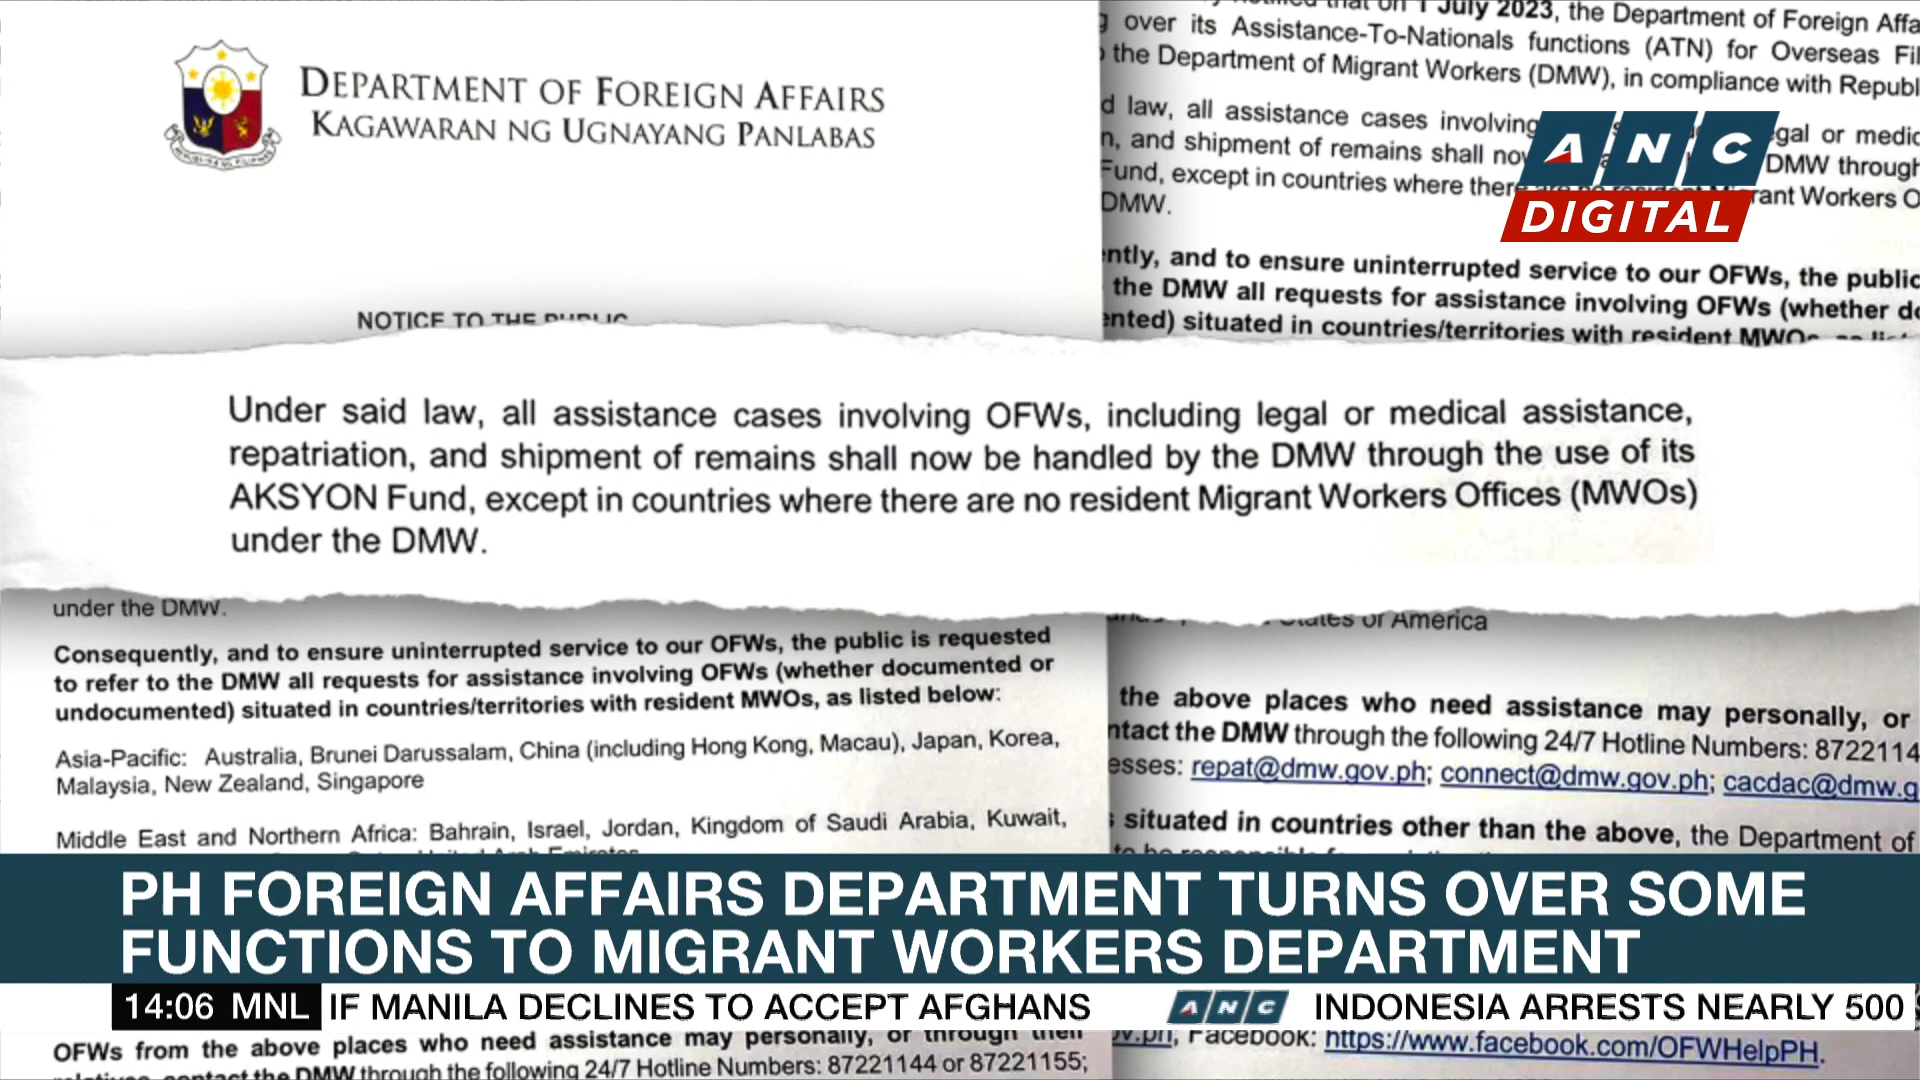 DEPARTMENT OF FOREIGN AFFAIRS
KAGAWARAN NG UGNAYANG PANLABAS
NOTICE TO THE PUBLIC
on 1 July 2023, the Department of Foreign
over its Assistance-To-Nationals functions (ATN) for Overseas
the Department of Migrant Workers (DMW), in compliance with
law, all assistance cases involving
and shipment of remains shall
DMW through
Fund, except in countries where there
Workers
DMW.
ANC
DIGITAL
and to ensure uninterrupted service to our OFWs, the public
the DMW all requests for assistance involving OFWs (whether
situated in countries/territories with resident MWOs,
Under said law, all assistance cases involving OFWs, including legal or medical assistance,
repatriation, and shipment of remains shall now be handled by the DMW through the use of its
AKSYON Fund, except in countries where there are no resident Migrant Workers Offices (MWOs)
under the DMW.
under the DMW.
Consequently, and to ensure uninterrupted service to our OFWs, the public is requested
to refer to the DMW all requests for assistance involving OFWs (whether documented or
undocumented) situated in countries/territories with resident MWOs, as listed below:
Asia-Pacific: Australia, Brunei Darussalam, China (including Hong Kong, Macau), Japan, Korea,
Malaysia, New Zealand, Singapore
Middle East and Northern Africa: Bahrain, Israel, Jordan, Kingdom of Saudi Arabia, Kuwait,
of America
the above places who need assistance may personally, or
the DMW through the following 24/7 Hotline Numbers: 8722114
repat@dmw.gov.ph; connect@dmw.gov.ph; cacdac@dmw.g
situated in countries other than the above, the Department of
PH FOREIGN AFFAIRS DEPARTMENT TURNS OVER SOME
FUNCTIONS TO MIGRANT WORKERS DEPARTMENT
14:06 MNL IF MANILA DECLINES TO ACCEPT AFGHANS ANC INDONESIA ARRESTS NEARLY 500
OFWs from the above places who need assistance may personally, or through their
contact the DMW through the following 24/7 Hotline Numbers: 87221144 or 87221155;
Facebook: https://www.facebook.com/OFWHelpPH.